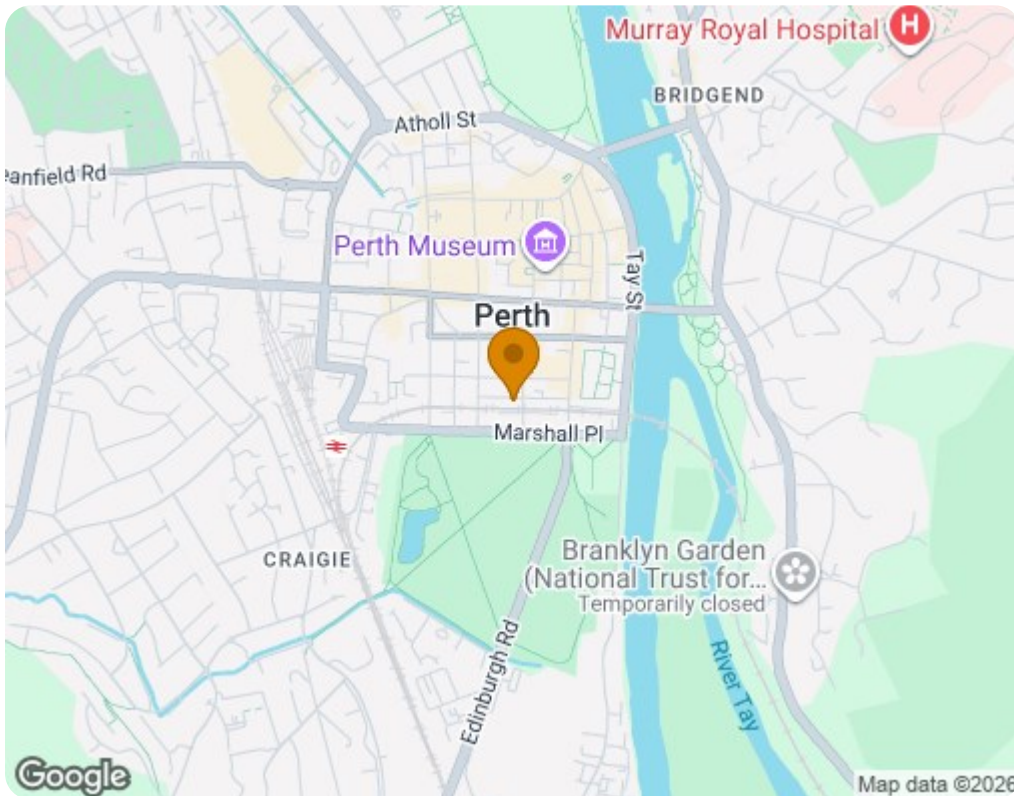 Murray Royal Hospital
H
BRIDGEND
Atholl St
eanfield Rd
Perth Museum
Tay St
Perth
Marshall Pl
CRAIGIE
Branklyn Garden
(National Trust for...
Temporarily closed
Edinburgh Rd
River Tay
Google
Map data ©2026